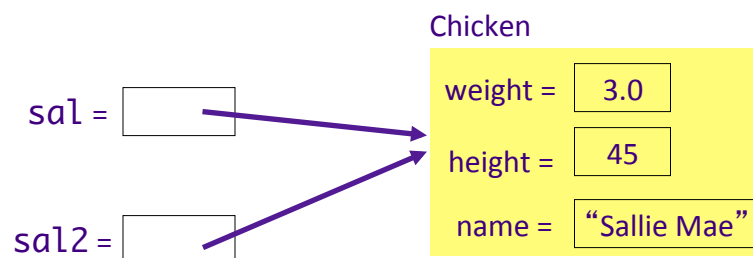 Chicken
weight = 3.0
sal =
height = 45
name = “Sallie Mae”
sal2 =